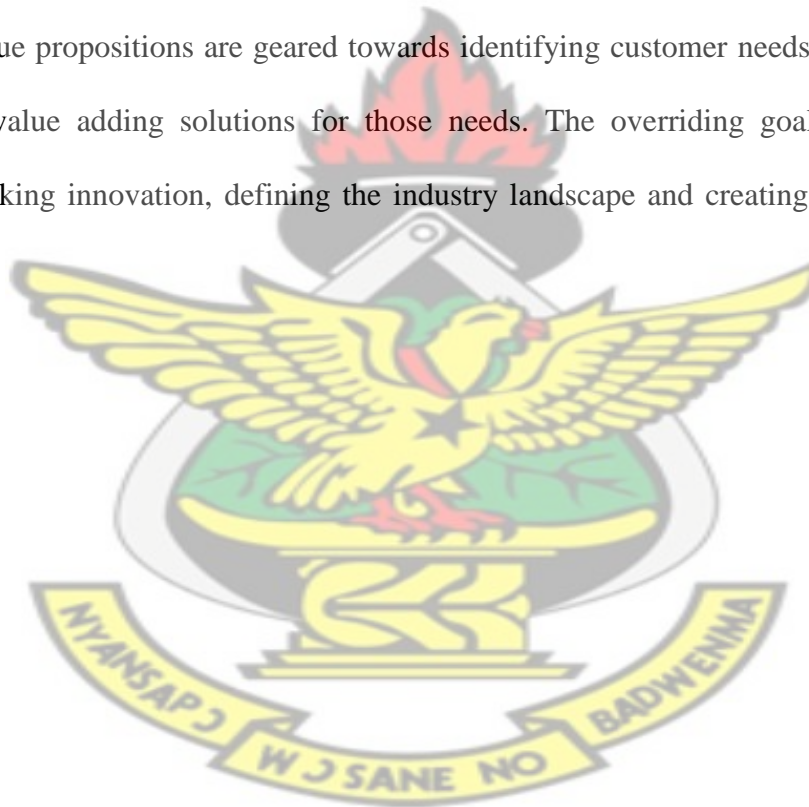 ue propositions are geared towards identifying customer needs
value adding solutions for those needs. The overriding goal
king innovation, defining the industry landscape and creating
NYANSAPƆ WƆSANE NO BADWENMA